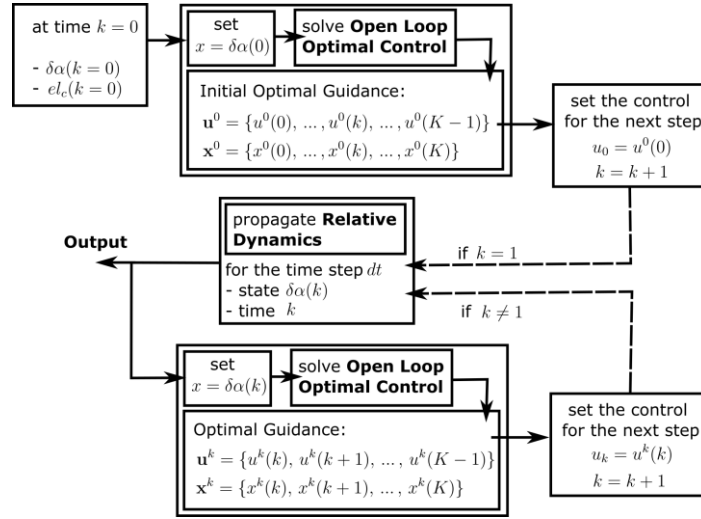 at time k = 0
- δα(k = 0)
- el_c(k = 0)
set
x = δα(0)
solve Open Loop
Optimal Control
Initial Optimal Guidance:
u^0 = {u^0(0), ... , u^0(k), ... , u^0(K − 1)}
x^0 = {x^0(0), ... , x^0(k), ... , x^0(K)}
set the control
for the next step
u_0 = u^0(0)
k = k + 1
propagate Relative
Dynamics
for the time step dt
- state δα(k)
- time k
Output
if k = 1
if k ≠ 1
set
x = δα(k)
solve Open Loop
Optimal Control
Optimal Guidance:
u^k = {u^k(k), u^k(k + 1), ... , u^k(K − 1)}
x^k = {x^k(k), x^k(k + 1), ... , x^k(K)}
set the control
for the next step
u_k = u^k(k)
k = k + 1